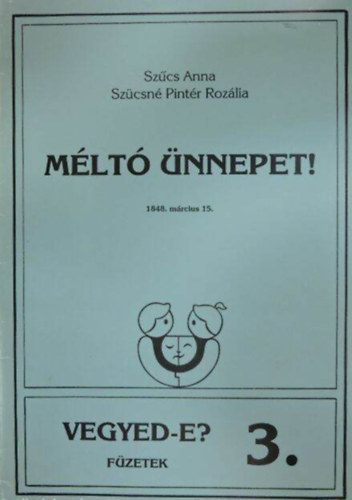 Szűcs Anna
Szücsné Pintér Rozália
MÉLTÓ ÜNNEPET!
1848. március 15.
VEGYED-E?
FÜZETEK
3.